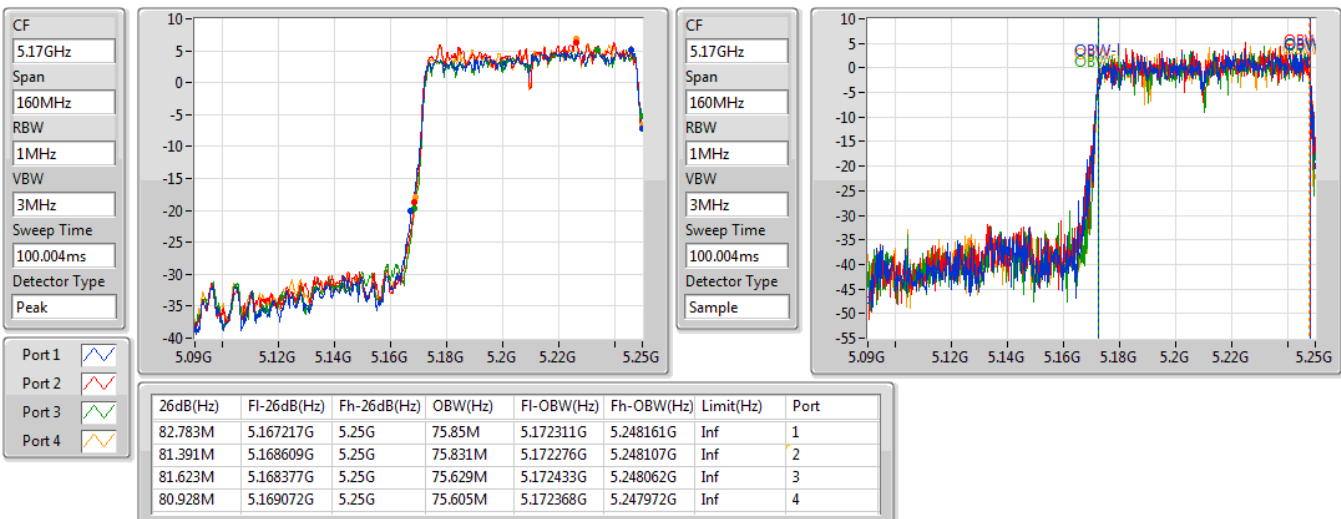 CF
5.17GHz
Span
160MHz
RBW
1MHz
VBW
3MHz
Sweep Time
100.004ms
Detector Type
Peak
10
5
0
-5
-10
-15
-20
-25
-30
-35
-40
5.09G 5.12G 5.14G 5.16G 5.18G 5.2G 5.22G 5.25G
CF
5.17GHz
Span
160MHz
RBW
1MHz
VBW
3MHz
Sweep Time
100.004ms
Detector Type
Sample
10
5
0
-5
-10
-15
-20
-25
-30
-35
-40
-45
-50
-55
OBW-l
5.09G 5.12G 5.14G 5.16G 5.18G 5.2G 5.22G 5.25G
Port 1
Port 2
Port 3
Port 4
26dB(Hz) Fl-26dB(Hz) Fh-26dB(Hz) OBW(Hz) Fl-OBW(Hz) Fh-OBW(Hz) Limit(Hz) Port
82.783M 5.167217G 5.25G 75.85M 5.172311G 5.248161G Inf 1
81.391M 5.168609G 5.25G 75.831M 5.172276G 5.248107G Inf 2
81.623M 5.168377G 5.25G 75.629M 5.172433G 5.248062G Inf 3
80.928M 5.169072G 5.25G 75.605M 5.172368G 5.247972G Inf 4